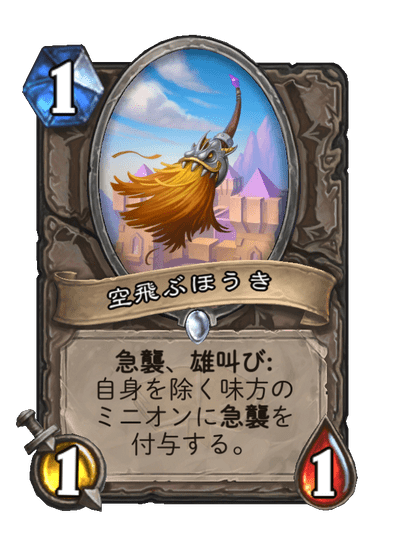 1
空飛ぶほうき
急襲、雄叫び:
自身を除く味方の
ミニオンに急襲を
付与する。
1
1